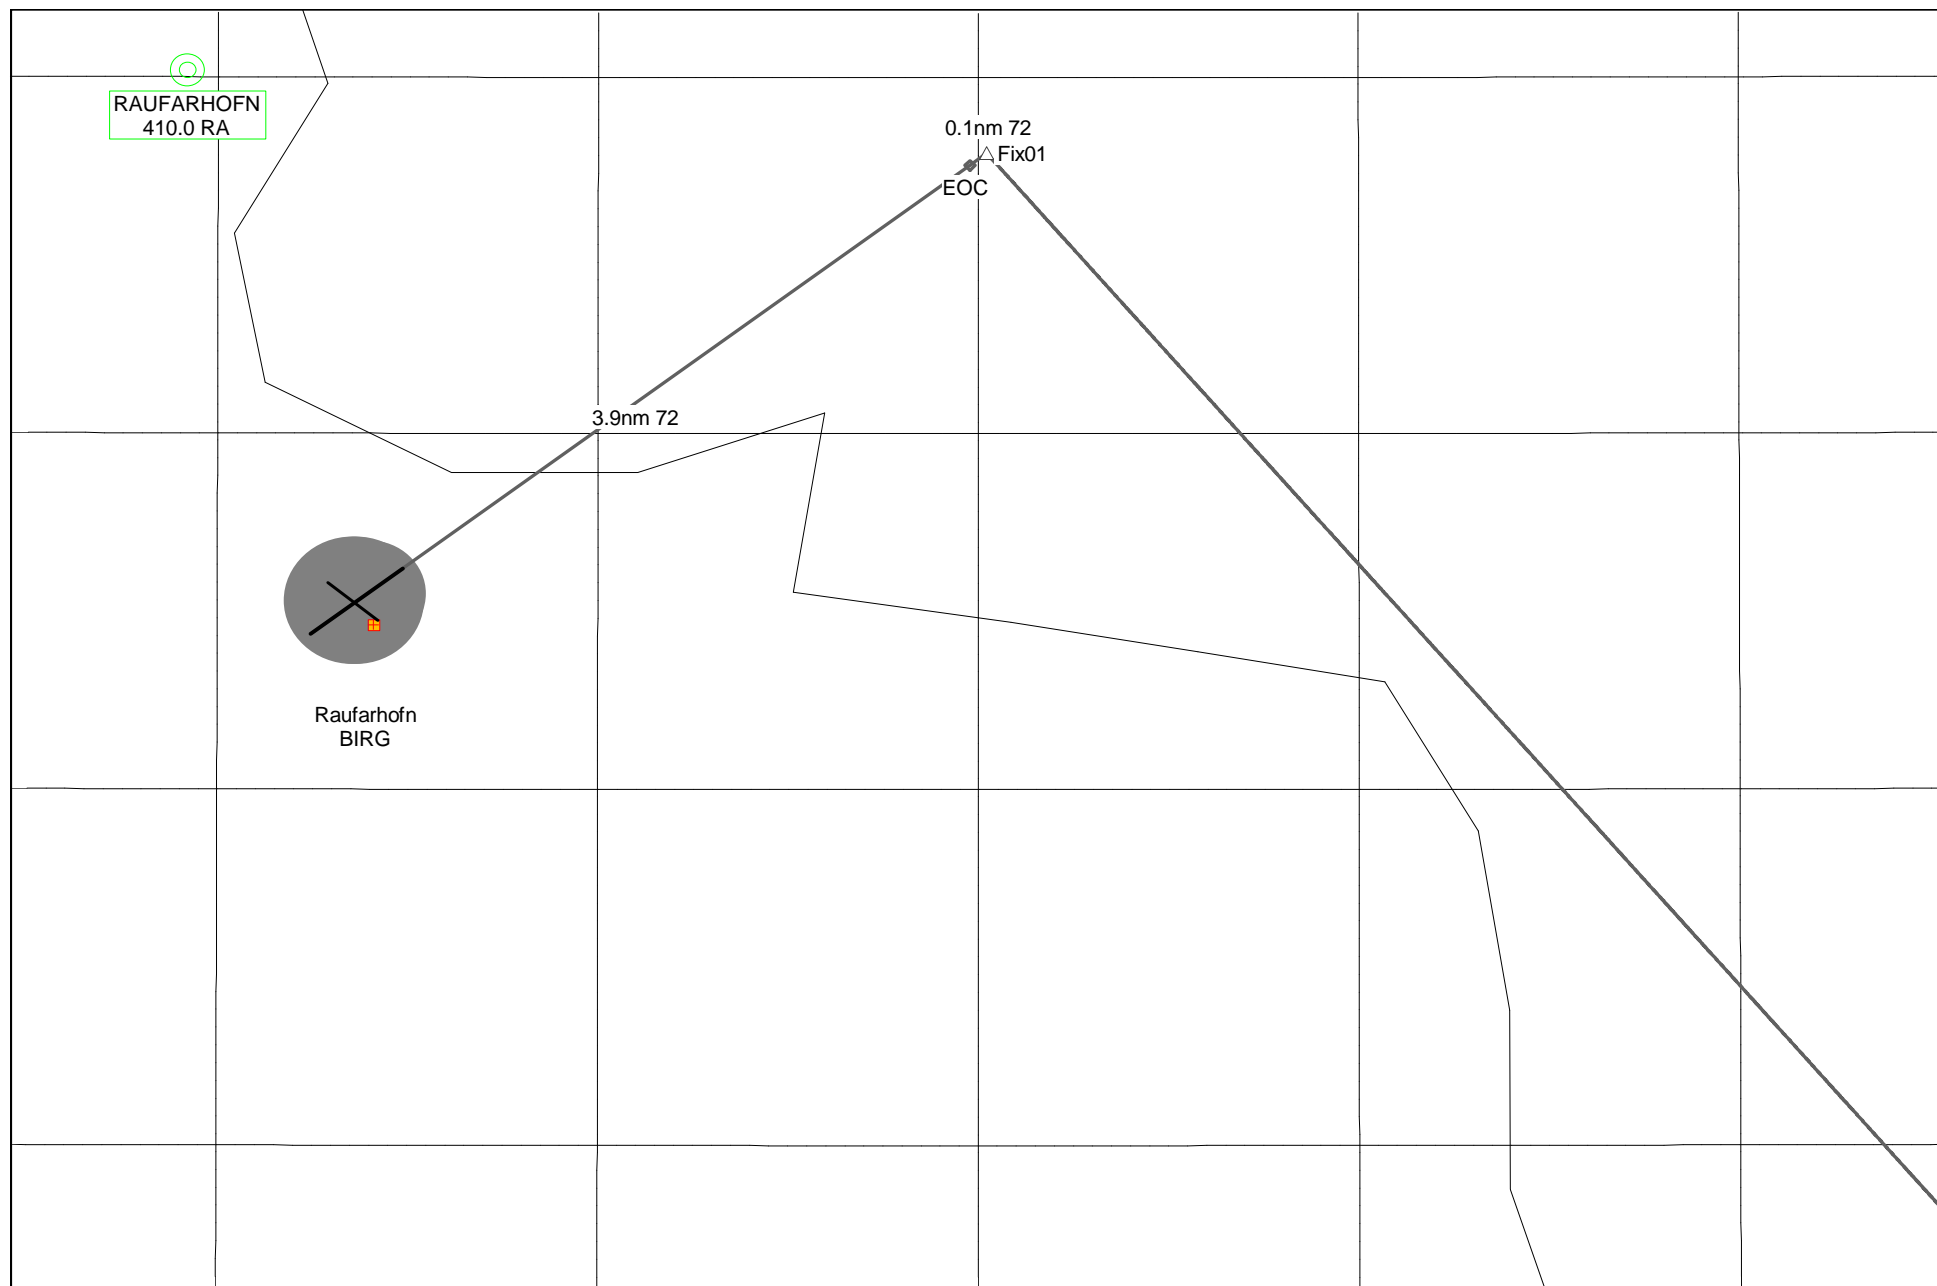 RAUFARHOFN
410.0 RA
0.1nm 72
Fix01
EOC
3.9nm 72
Raufarhofn
BIRG